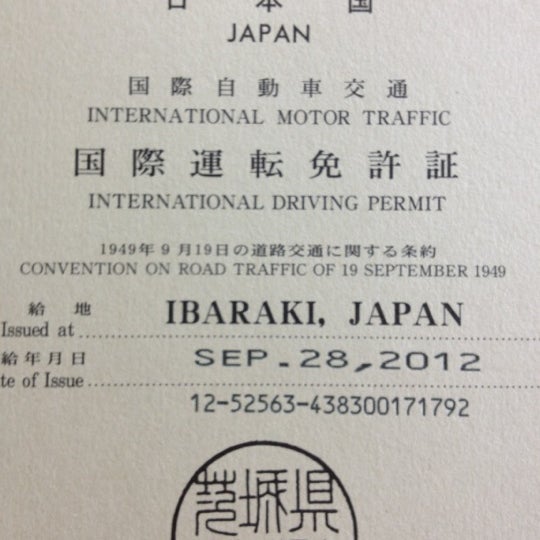 日本国
JAPAN
国際自動車交通
INTERNATIONAL MOTOR TRAFFIC
国際運転免許証
INTERNATIONAL DRIVING PERMIT
1949年9月19日の道路交通に関する条約
CONVENTION ON ROAD TRAFFIC OF 19 SEPTEMBER 1949
給地
Issued at IBARAKI, JAPAN
給年月日
te of Issue SEP.28,2012
12-52563-438300171792
茨城県